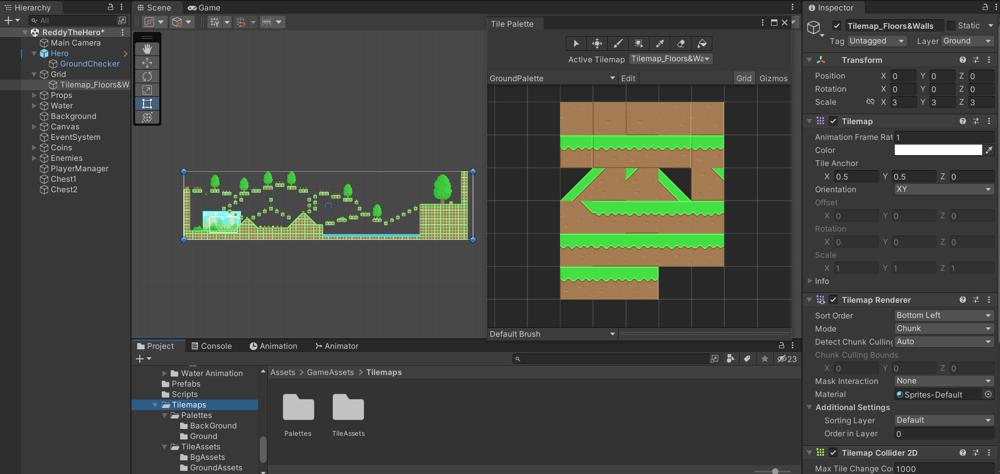 Hierarchy
All
ReddyTheHero*
Main Camera
Hero
GroundChecker
Grid
Tilemap_Floors&W
Props
Water
Background
Canvas
EventSystem
Coins
Enemies
PlayerManager
Chest1
Chest2
Scene
Game
Tile Palette
Active Tilemap
Tilemap_Floors&Wa
GroundPalette
Edit
Grid
Gizmos
Default Brush
Project
Console
Animation
Animator
23
Water Animation
Prefabs
Scripts
Tilemaps
Palettes
BackGround
Ground
TileAssets
BgAssets
GroundAssets
Assets > GameAssets > Tilemaps
Palettes
TileAssets
Inspector
Tilemap_Floors&Walls
Static
Tag Untagged Layer Ground
Transform
Position X 0 Y 0 Z 0
Rotation X 0 Y 0 Z 0
Scale X 3 Y 3 Z 3
Tilemap
Animation Frame Rat 1
Color
Tile Anchor
X 0.5 Y 0.5 Z 0
Orientation XY
Offset
X 0 Y 0 Z 0
Rotation
X 0 Y 0 Z 0
Scale
X 1 Y 1 Z 1
Info
Tilemap Renderer
Sort Order Bottom Left
Mode Chunk
Detect Chunk Culling Auto
Chunk Culling Bounds
X 0 Y 0 Z 0
Mask Interaction None
Material Sprites-Default
Additional Settings
Sorting Layer Default
Order in Layer 0
Tilemap Collider 2D
Max Tile Change Cou 1000